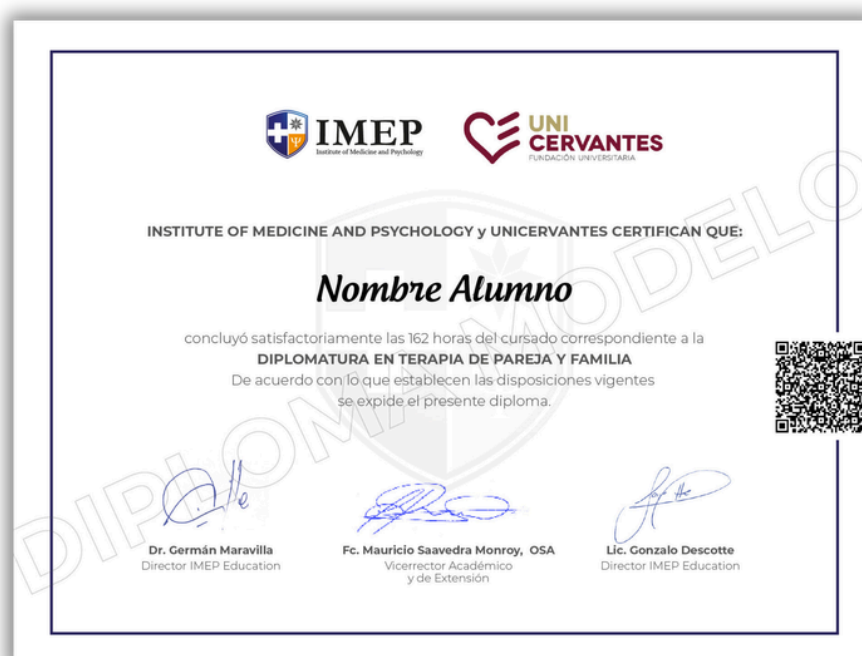 IMEP
Institute of Medicine and Psychology
UNI
CERVANTES
FUNDACIÓN UNIVERSITARIA
INSTITUTE OF MEDICINE AND PSYCHOLOGY y UNICERVANTES CERTIFICAN QUE:
Nombre Alumno
concluyó satisfactoriamente las 162 horas del cursado correspondiente a la
DIPLOMATURA EN TERAPIA DE PAREJA Y FAMILIA
De acuerdo con lo que establecen las disposiciones vigentes
se expide el presente diploma.
DIPLOMA MODELO
Dr. Germán Maravilla
Director IMEP Education
Fc. Mauricio Saavedra Monroy, OSA
Vicerrector Académico
y de Extensión
Lic. Gonzalo Descotte
Director IMEP Education